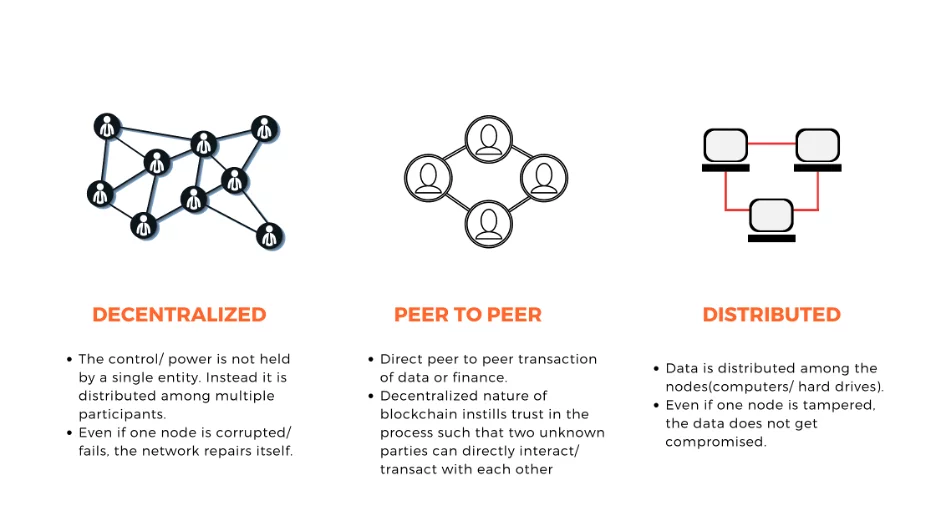 DECENTRALIZED
• The control/ power is not held
by a single entity. Instead it is
distributed among multiple
participants.
• Even if one node is corrupted/
fails, the network repairs itself.
PEER TO PEER
• Direct peer to peer transaction
of data or finance.
• Decentralized nature of
blockchain instills trust in the
process such that two unknown
parties can directly interact/
transact with each other
DISTRIBUTED
• Data is distributed among the
nodes(computers/ hard drives).
• Even if one node is tampered,
the data does not get
compromised.